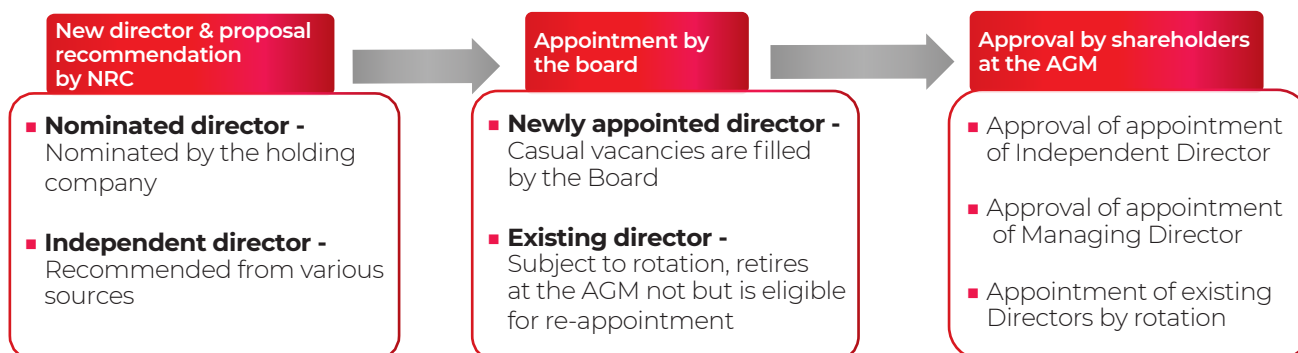 New director & proposal
recommendation
by NRC
■ Nominated director -
Nominated by the holding
company
■ Independent director -
Recommended from various
sources
Appointment by
the board
■ Newly appointed director -
Casual vacancies are filled
by the Board
■ Existing director -
Subject to rotation, retires
at the AGM not but is eligible
for re-appointment
Approval by shareholders
at the AGM
■ Approval of appointment
of Independent Director
■ Approval of appointment
of Managing Director
■ Appointment of existing
Directors by rotation